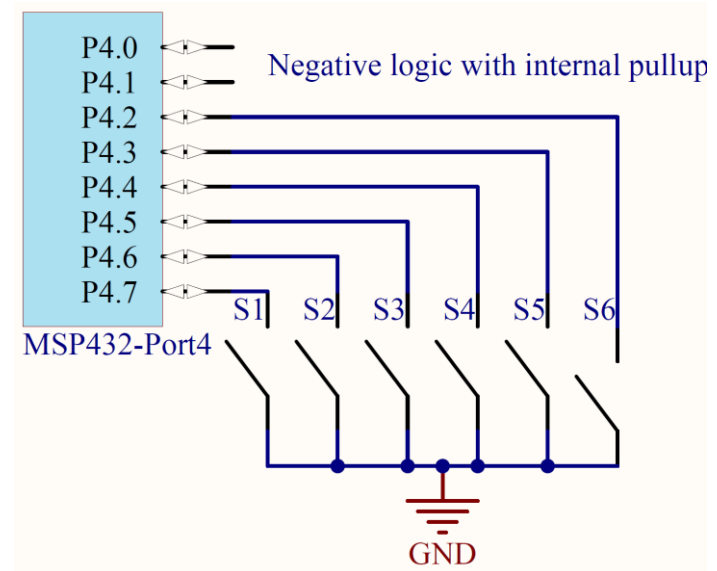 P4.0
P4.1
Negative logic with internal pullup
P4.2
P4.3
P4.4
P4.5
P4.6
P4.7
S1 S2 S3 S4 S5 S6
MSP432-Port4
GND